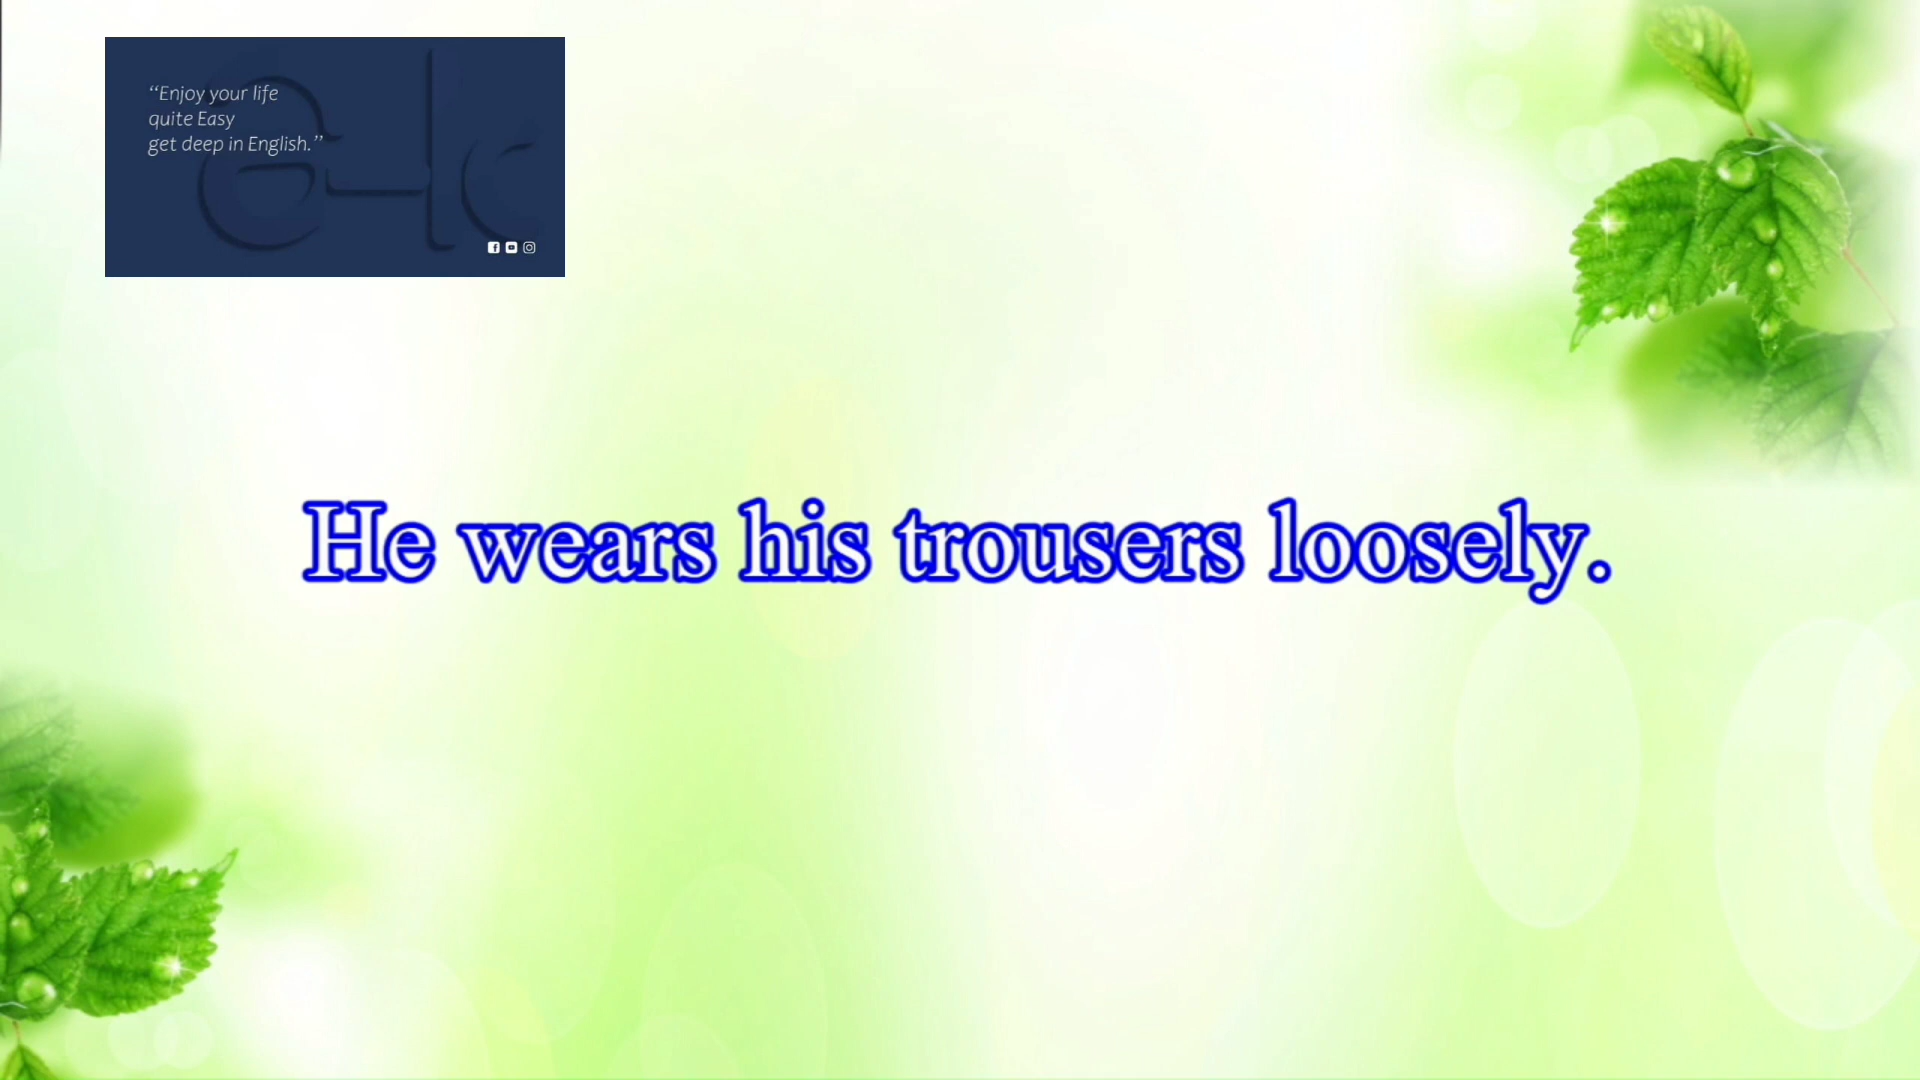 “Enjoy your life
quite Easy
get deep in English.”
He wears his trousers loosely.